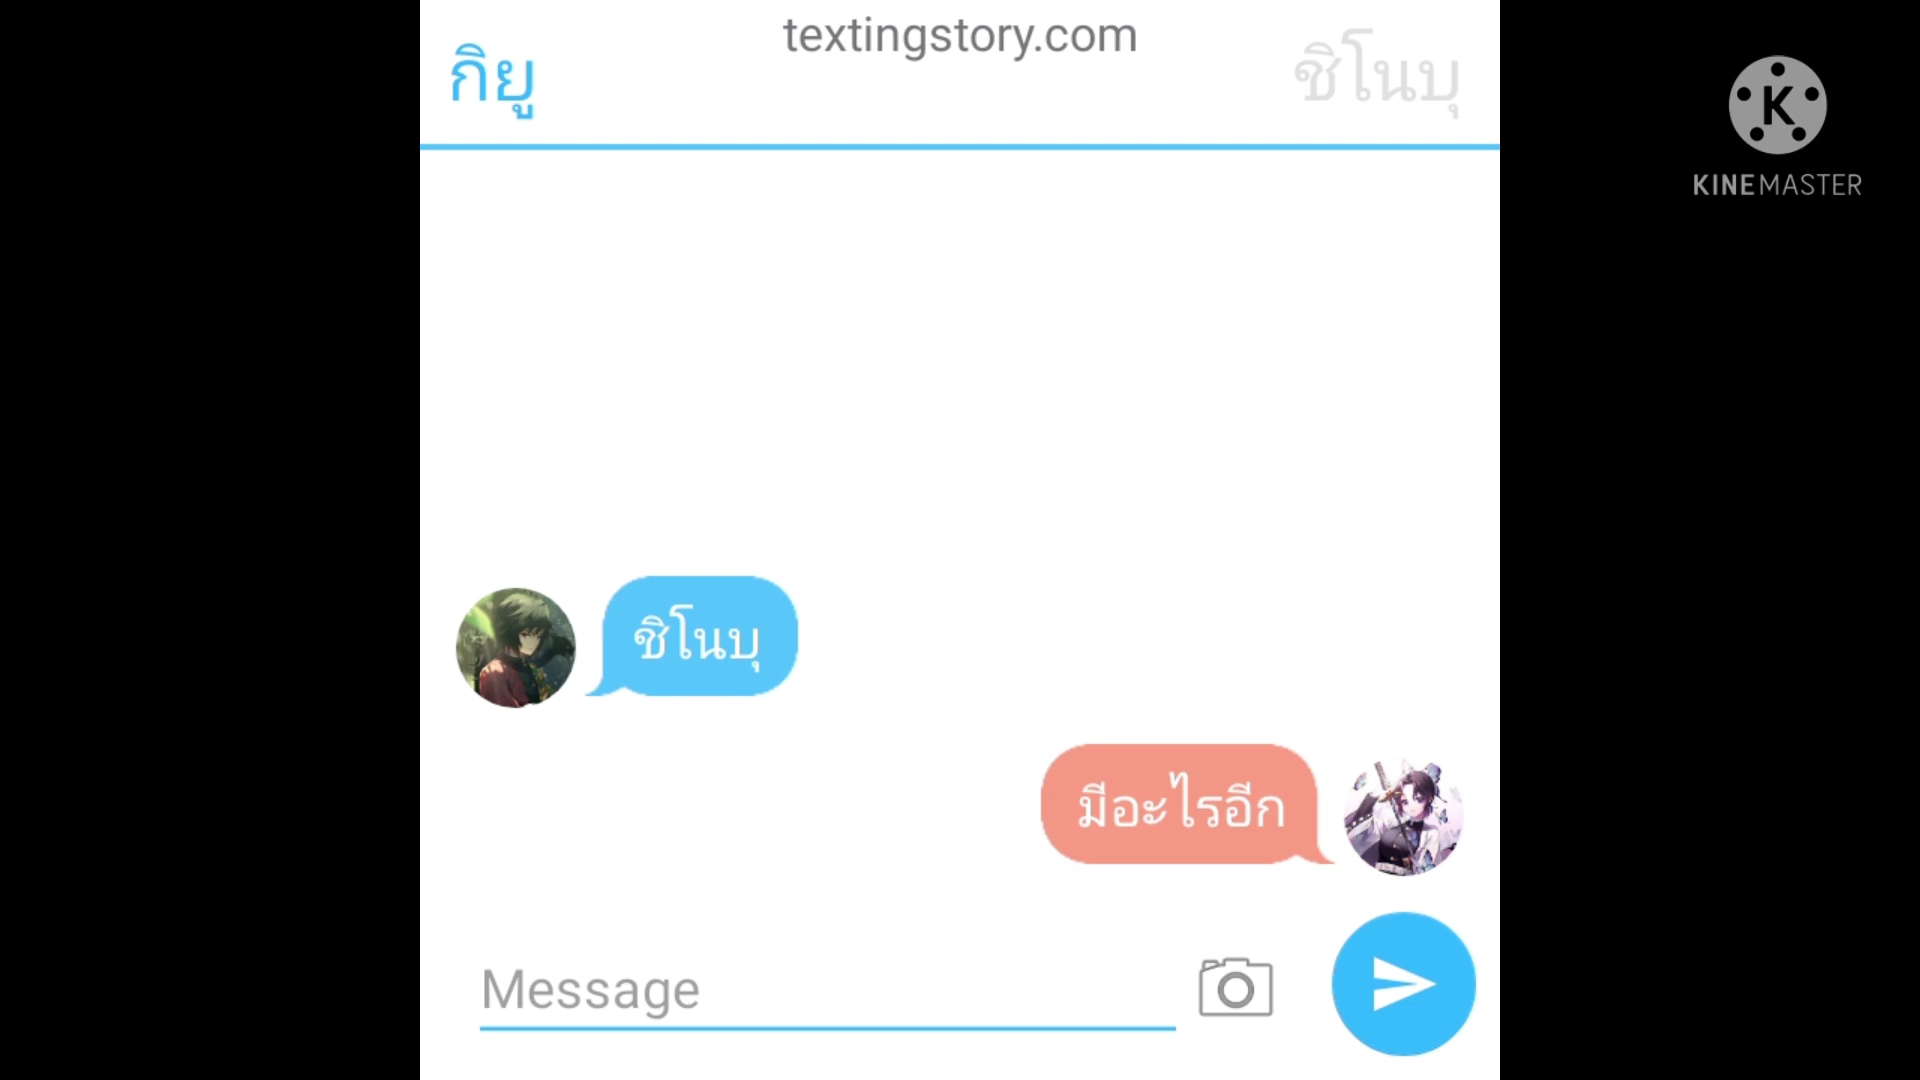 textingstory.com
กิยู
ชิโนบุ
K
KINEMASTER
ชิโนบุ
มีอะไรอีก
Message